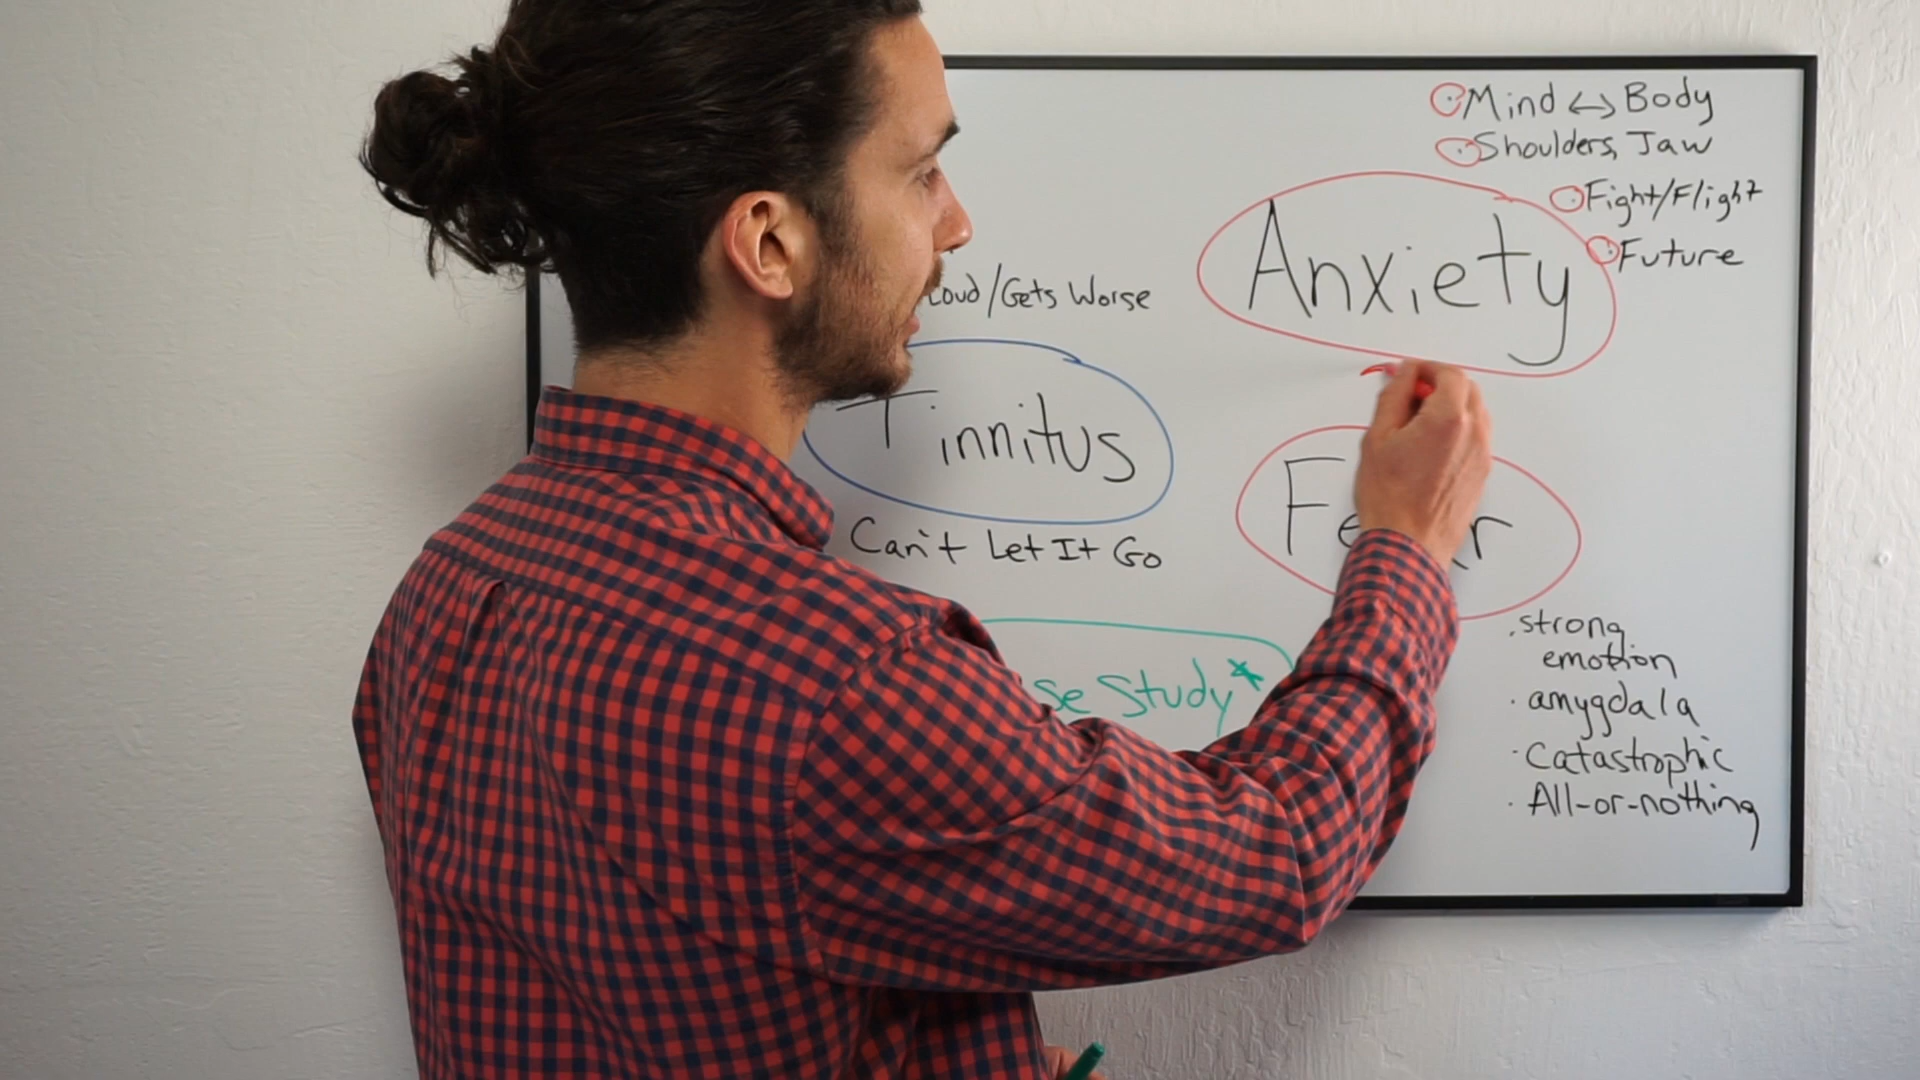 Mind <-> Body
Shoulders, Jaw
Fight/Flight
Future
Anxiety
Loud/Gets Worse
Tinnitus
Can't Let It Go
Study*
strong
emotion
amygdala
Catastrophic
All-or-nothing